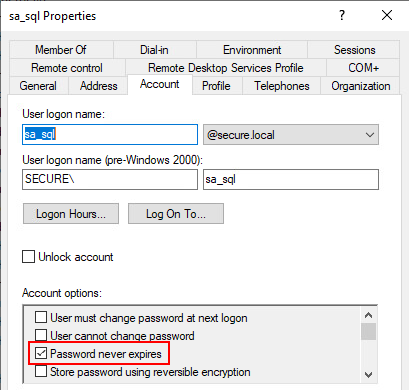 sa_sql Properties
Member Of Dial-in Environment Sessions
Remote control Remote Desktop Services Profile COM+
General Address Account Profile Telephones Organization
User logon name:
sa_sql @secure.local
User logon name (pre-Windows 2000):
SECURE\ sa_sql
Logon Hours... Log On To...
Unlock account
Account options:
User must change password at next logon
User cannot change password
Password never expires
Store password using reversible encryption